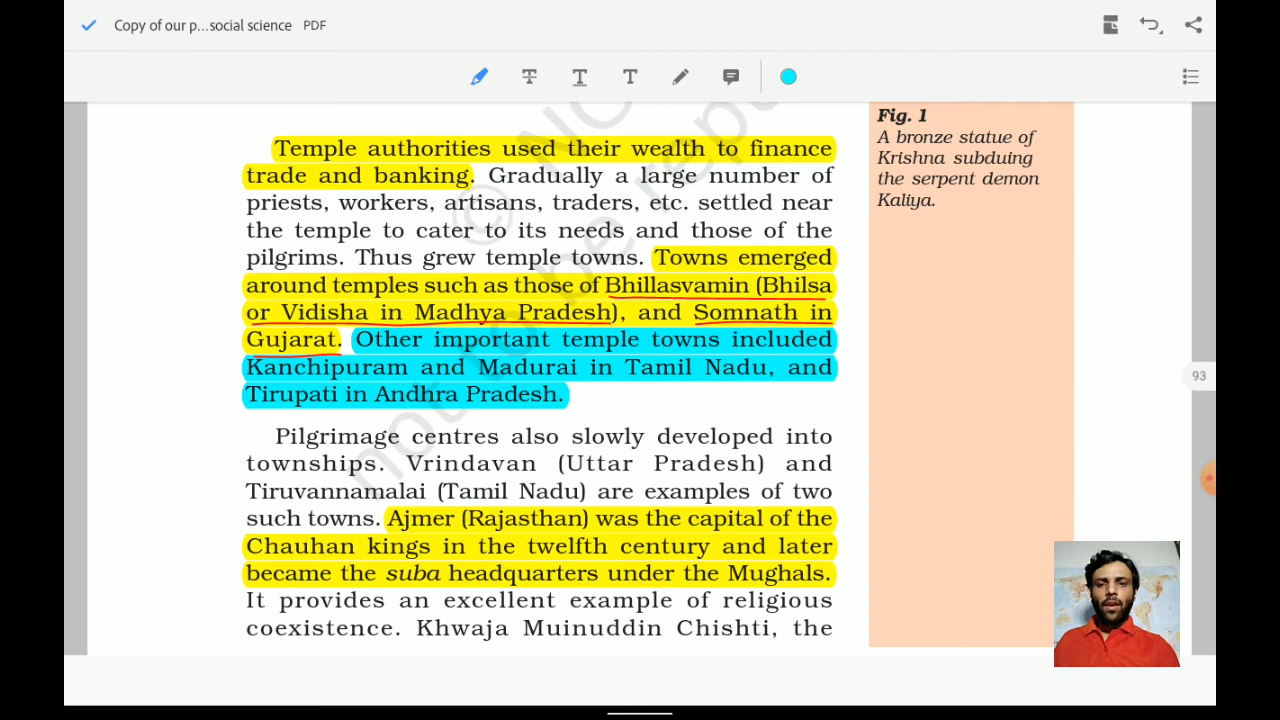 Copy of our p...social science PDF
Temple authorities used their wealth to finance
trade and banking. Gradually a large number of
priests, workers, artisans, traders, etc. settled near
the temple to cater to its needs and those of the
pilgrims. Thus grew temple towns. Towns emerged
around temples such as those of Bhillasvamin (Bhilsa
or Vidisha in Madhya Pradesh), and Somnath in
Gujarat. Other important temple towns included
Kanchipuram and Madurai in Tamil Nadu, and
Tirupati in Andhra Pradesh.
Pilgrimage centres also slowly developed into
townships. Vrindavan (Uttar Pradesh) and
Tiruvannamalai (Tamil Nadu) are examples of two
such towns. Ajmer (Rajasthan) was the capital of the
Chauhan kings in the twelfth century and later
became the suba headquarters under the Mughals.
It provides an excellent example of religious
coexistence. Khwaja Muinuddin Chishti, the
Fig. 1
A bronze statue of
Krishna subduing
the serpent demon
Kaliya.
93
© NC
not to be repu